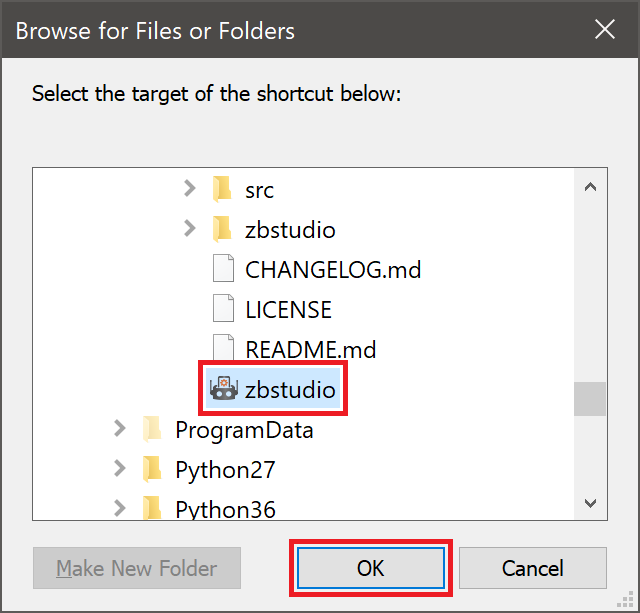 Browse for Files or Folders
Select the target of the shortcut below:
src
zbstudio
CHANGELOG.md
LICENSE
README.md
zbstudio
ProgramData
Python27
Python36
Make New Folder
OK
Cancel